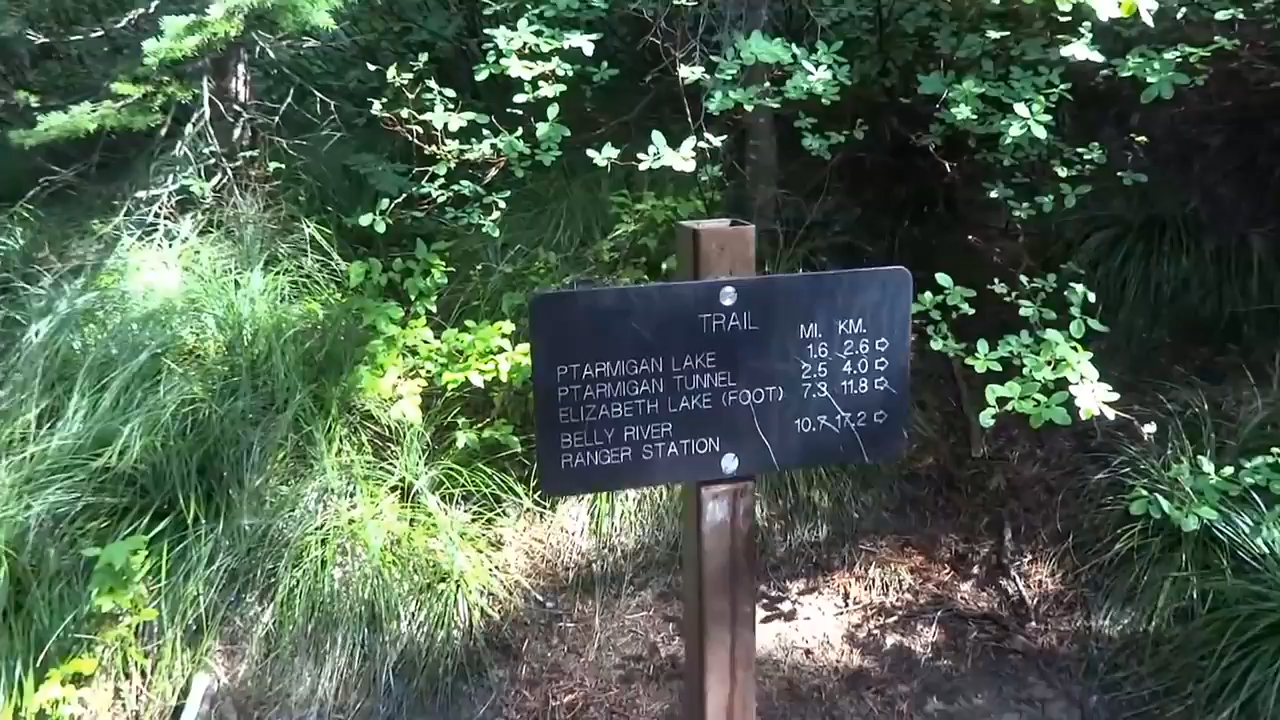 TRAIL
MI. KM.
PTARMIGAN LAKE 1.6 2.6 ⇨
PTARMIGAN TUNNEL 2.5 4.0 ⇨
ELIZABETH LAKE (FOOT) 7.3 11.8 ⇨
BELLY RIVER
RANGER STATION 10.7 17.2 ⇨